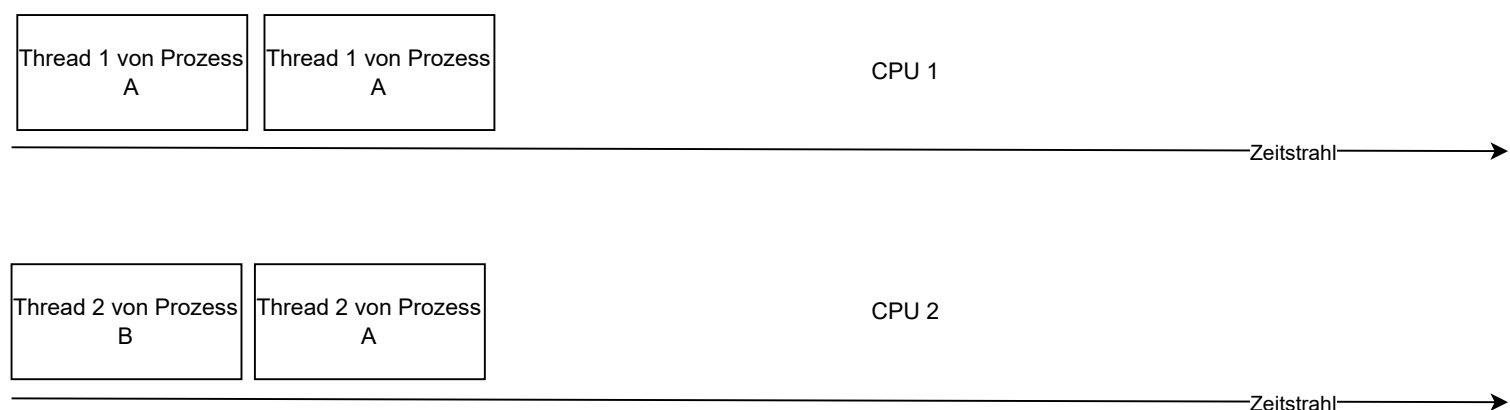 Thread 1 von Prozess
A
Thread 1 von Prozess
A
CPU 1
Zeitstrahl
Thread 2 von Prozess
B
Thread 2 von Prozess
A
CPU 2
Zeitstrahl